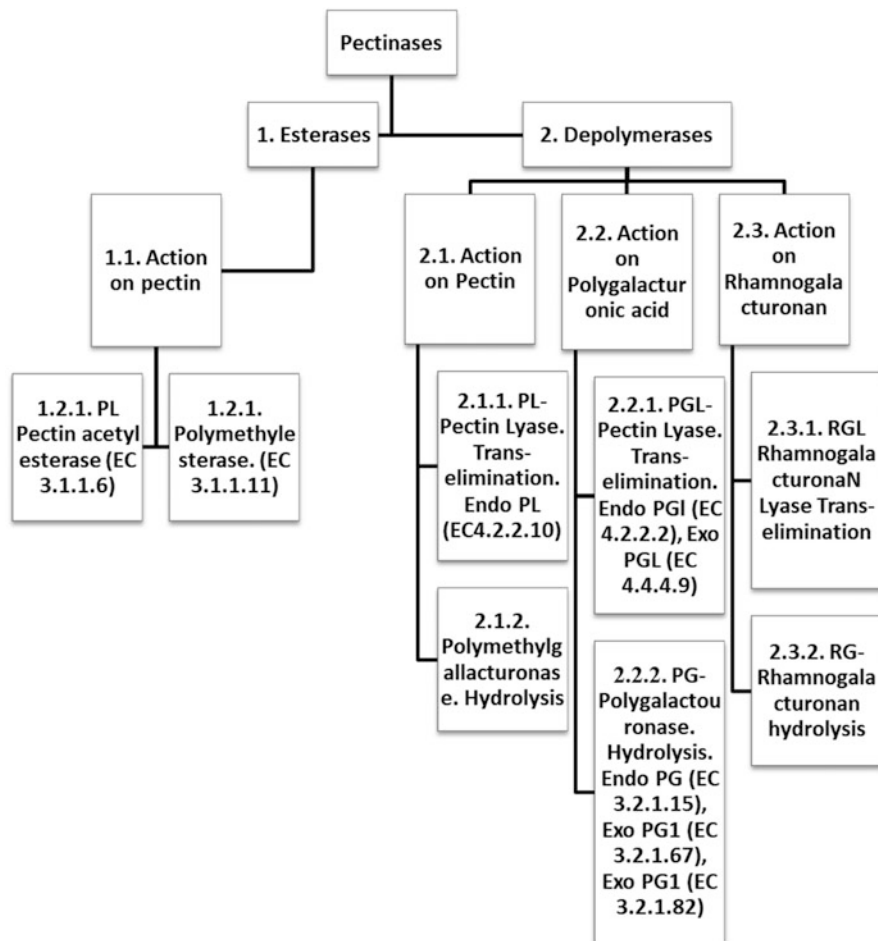 Pectinases
1. Esterases
2. Depolymerases
1.1. Action
on pectin
2.1. Action
on Pectin
2.2. Action
on
Polygalactur
onic acid
2.3. Action
on
Rhamnogala
cturonan
1.2.1. PL
Pectin acetyl
esterase (EC
3.1.1.6)
1.2.1.
Polymethyle
sterase. (EC
3.1.1.11)
2.1.1. PL-
Pectin Lyase.
Trans-
elimination.
Endo PL
(EC4.2.2.10)
2.1.2.
Polymethylg
allacturonas
e. Hydrolysis
2.2.1. PGL-
Pectin Lyase.
Trans-
elimination.
Endo PGl (EC
4.2.2.2), Exo
PGL (EC
4.4.4.9)
2.2.2. PG-
Polygalactou
ronase.
Hydrolysis.
Endo PG (EC
3.2.1.15),
Exo PG1 (EC
3.2.1.67),
Exo PG1 (EC
3.2.1.82)
2.3.1. RGL
Rhamnogala
cturonaN
Lyase Trans-
elimination
2.3.2. RG-
Rhamnogala
cturonan
hydrolysis